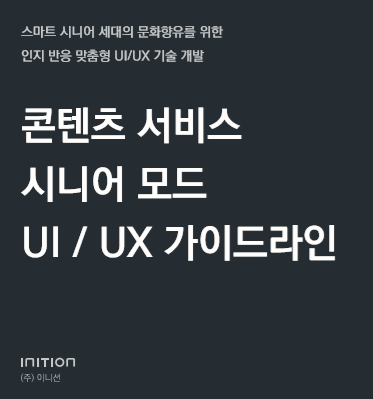 스마트 시니어 세대의 문화향유를 위한
인지 반응 맞춤형 UI/UX 기술 개발
콘텐츠 서비스
시니어 모드
UI / UX 가이드라인
INITION
(주) 이니션